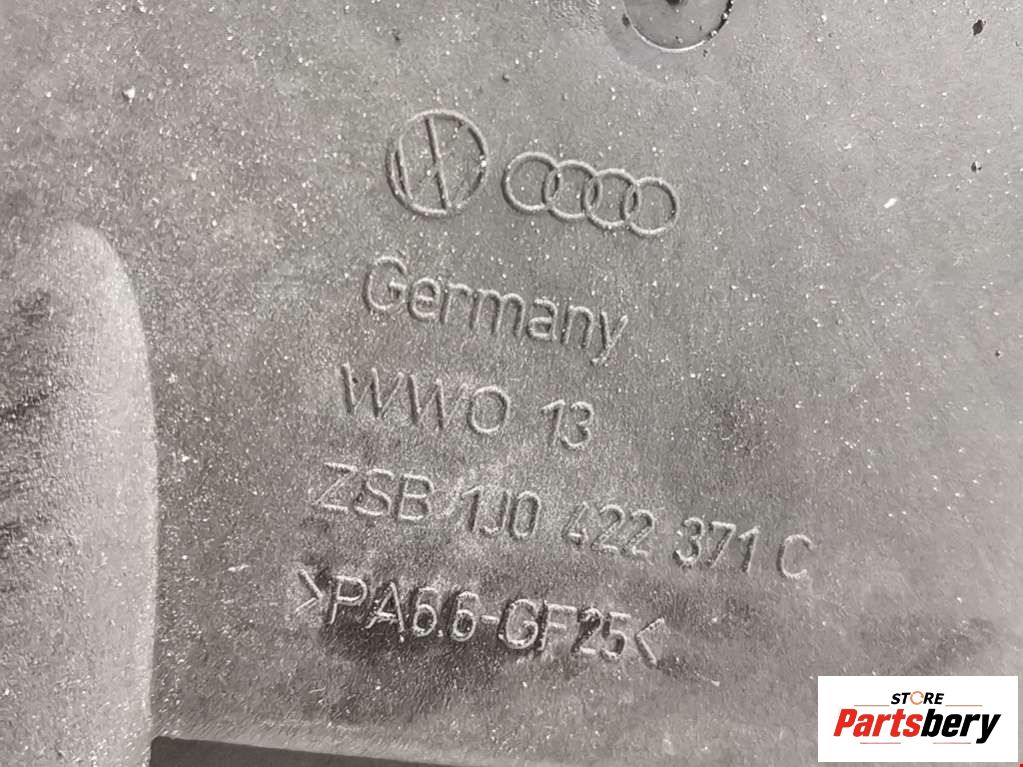 Germany
WWO 13
ZSB 1J0 422 371 C
>PA6.6-GF25<
STORE
Partsbery